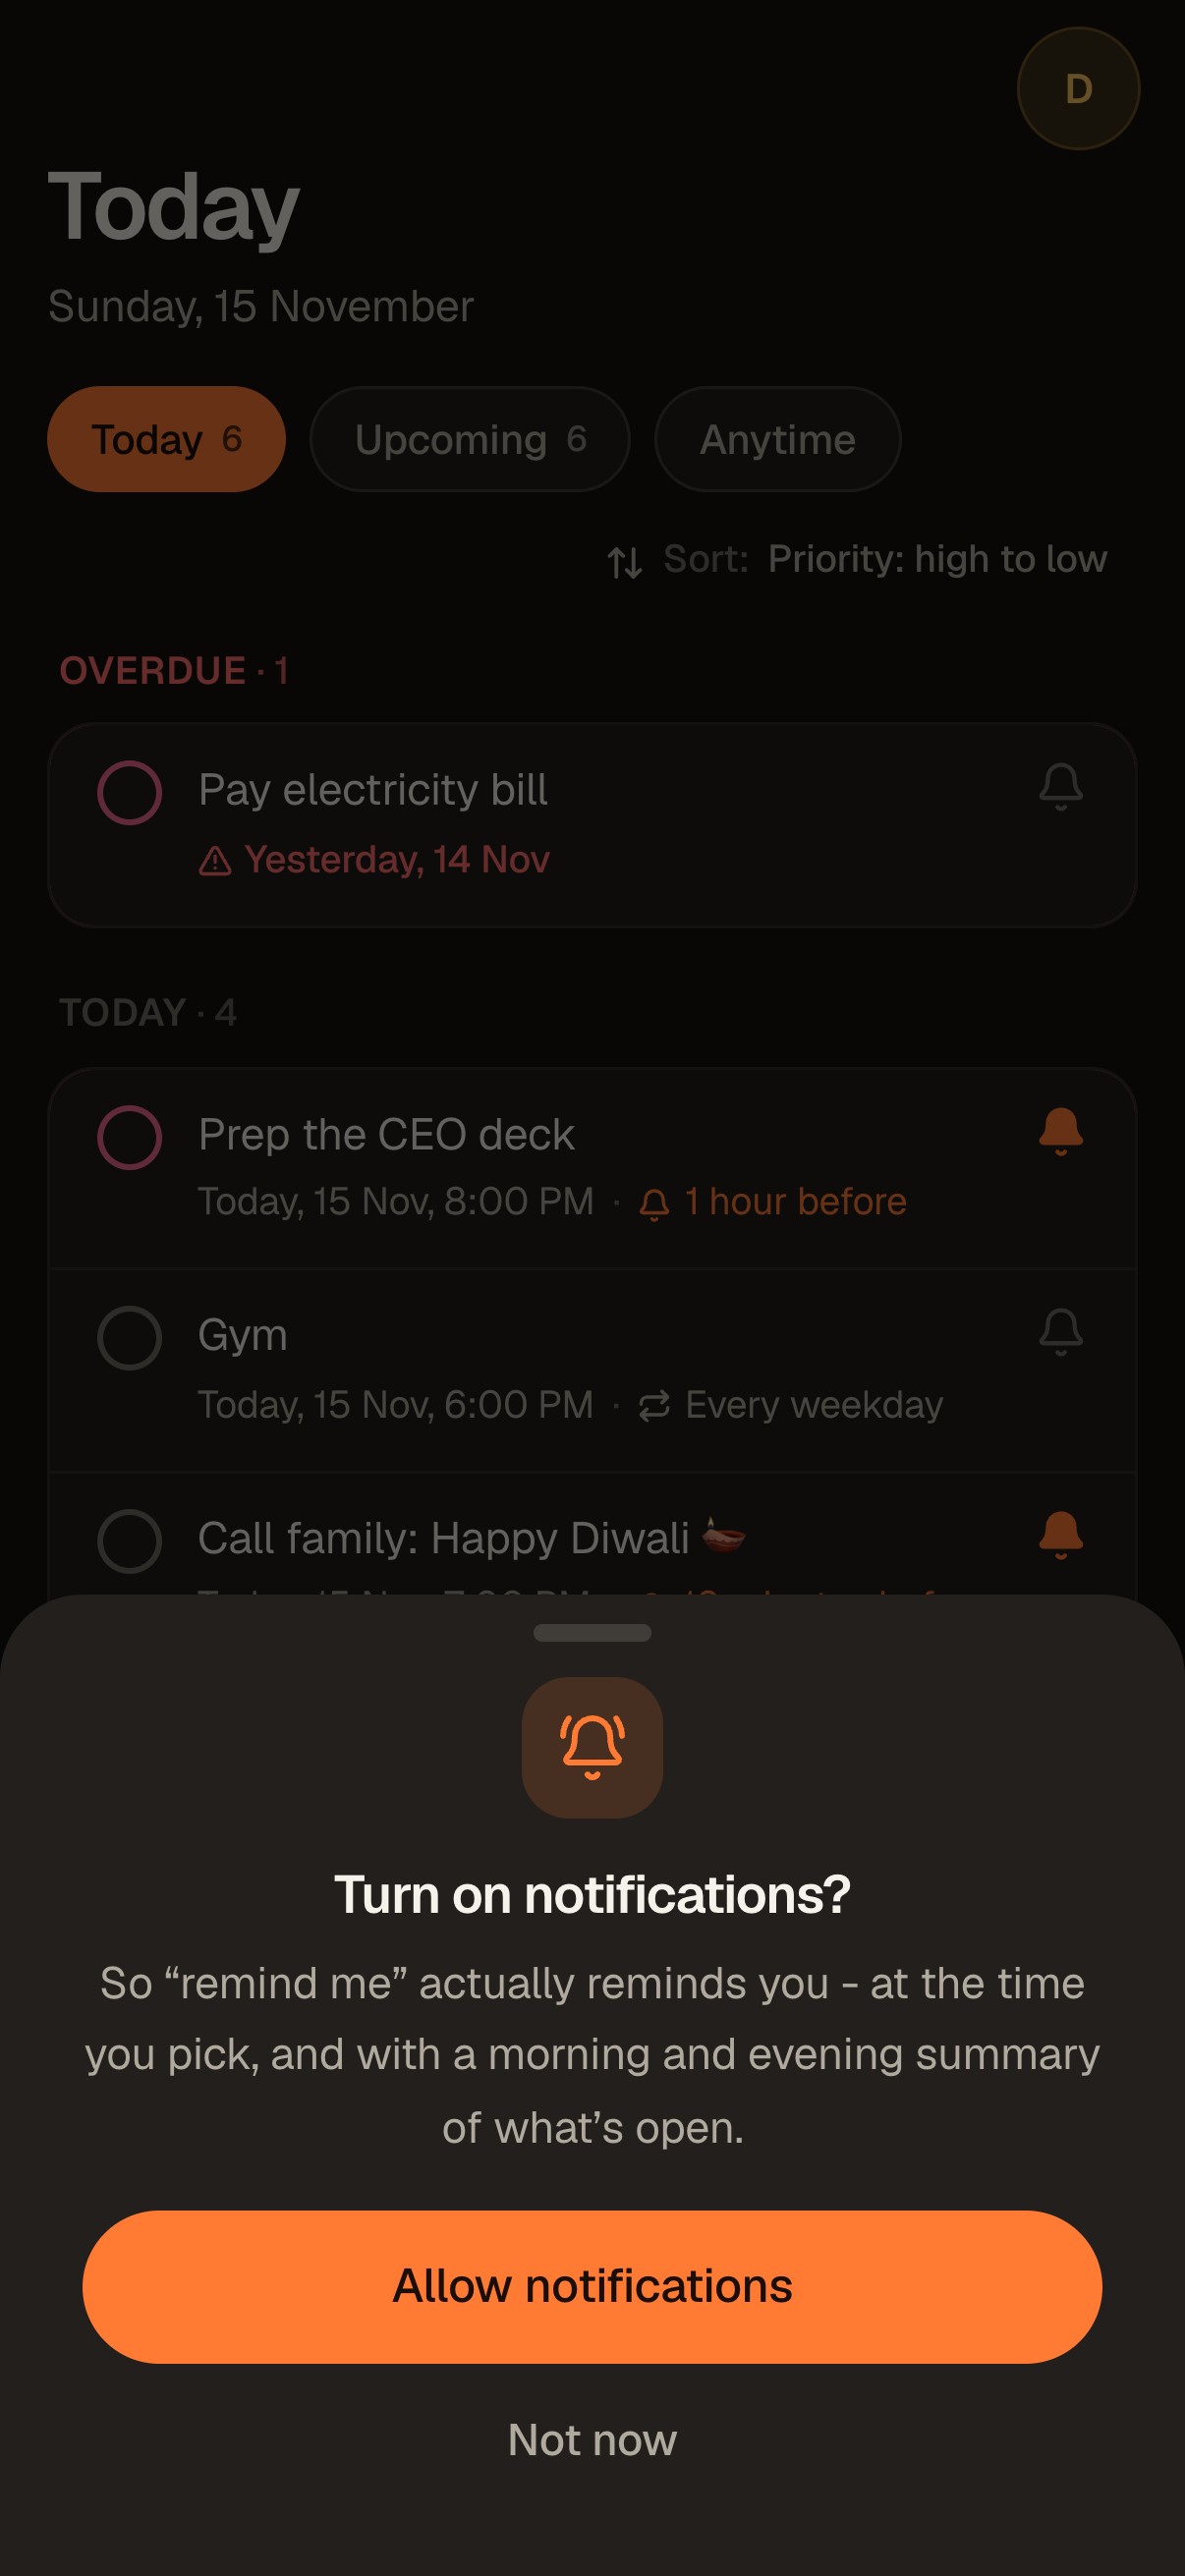 D
Today
Sunday, 15 November
Today 6
Upcoming 6
Anytime
Sort: Priority: high to low
OVERDUE · 1
Pay electricity bill
Yesterday, 14 Nov
TODAY · 4
Prep the CEO deck
Today, 15 Nov, 8:00 PM · 1 hour before
Gym
Today, 15 Nov, 6:00 PM · Every weekday
Call family: Happy Diwali 🪔
Turn on notifications?
So “remind me” actually reminds you - at the time
you pick, and with a morning and evening summary
of what’s open.
Allow notifications
Not now